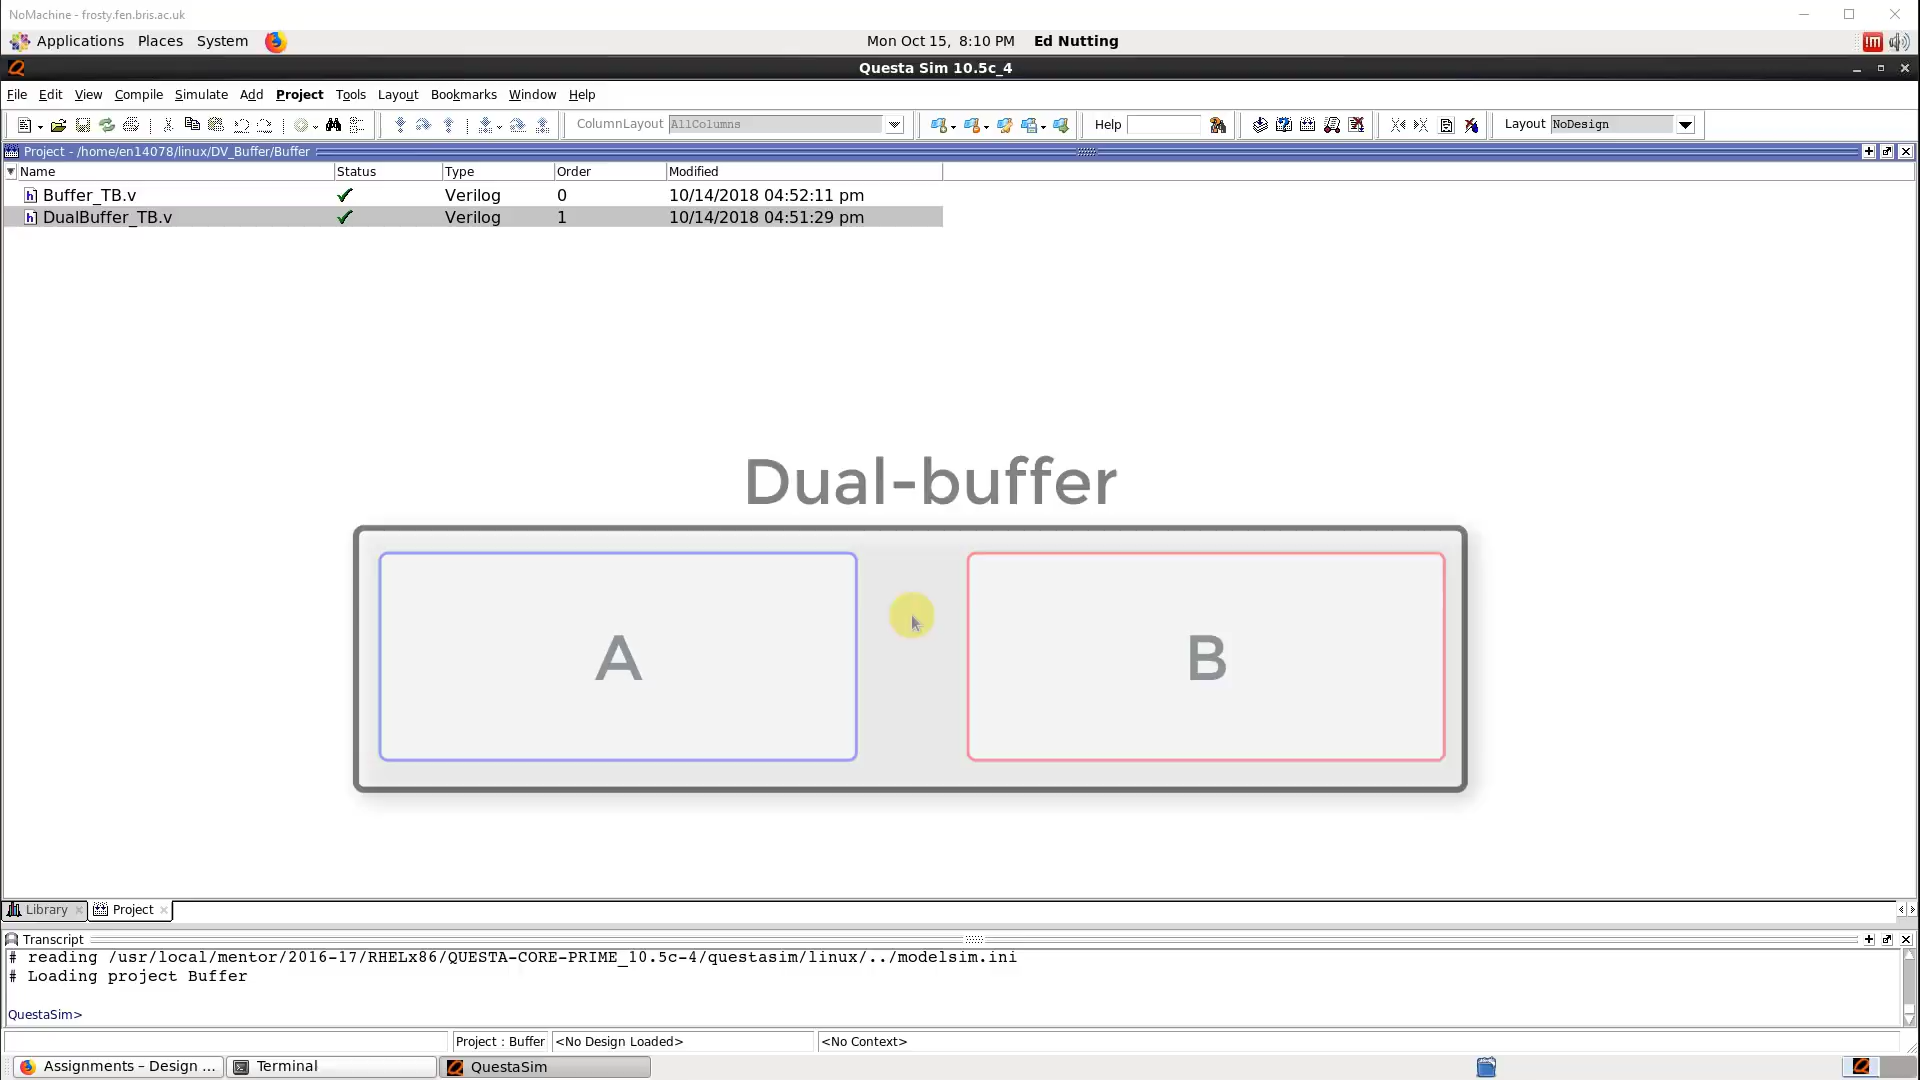 NoMachine - frosty.fen.bris.ac.uk
Applications Places System Mon Oct 15, 8:10 PM Ed Nutting
Questa Sim 10.5c_4
File Edit View Compile Simulate Add Project Tools Layout Bookmarks Window Help
ColumnLayout AllColumns Help Layout NoDesign
Project - /home/en14078/linux/DV_Buffer/Buffer
Name Status Type Order Modified
Buffer_TB.v Verilog 0 10/14/2018 04:52:11 pm
DualBuffer_TB.v Verilog 1 10/14/2018 04:51:29 pm
Dual-buffer
A B
Library Project
Transcript
# reading /usr/local/mentor/2016-17/RHELx86/QUESTA-CORE-PRIME_10.5c-4/questasim/linux/../modelsim.ini
# Loading project Buffer
QuestaSim>
Project : Buffer <No Design Loaded> <No Context>
Assignments – Design ... Terminal QuestaSim